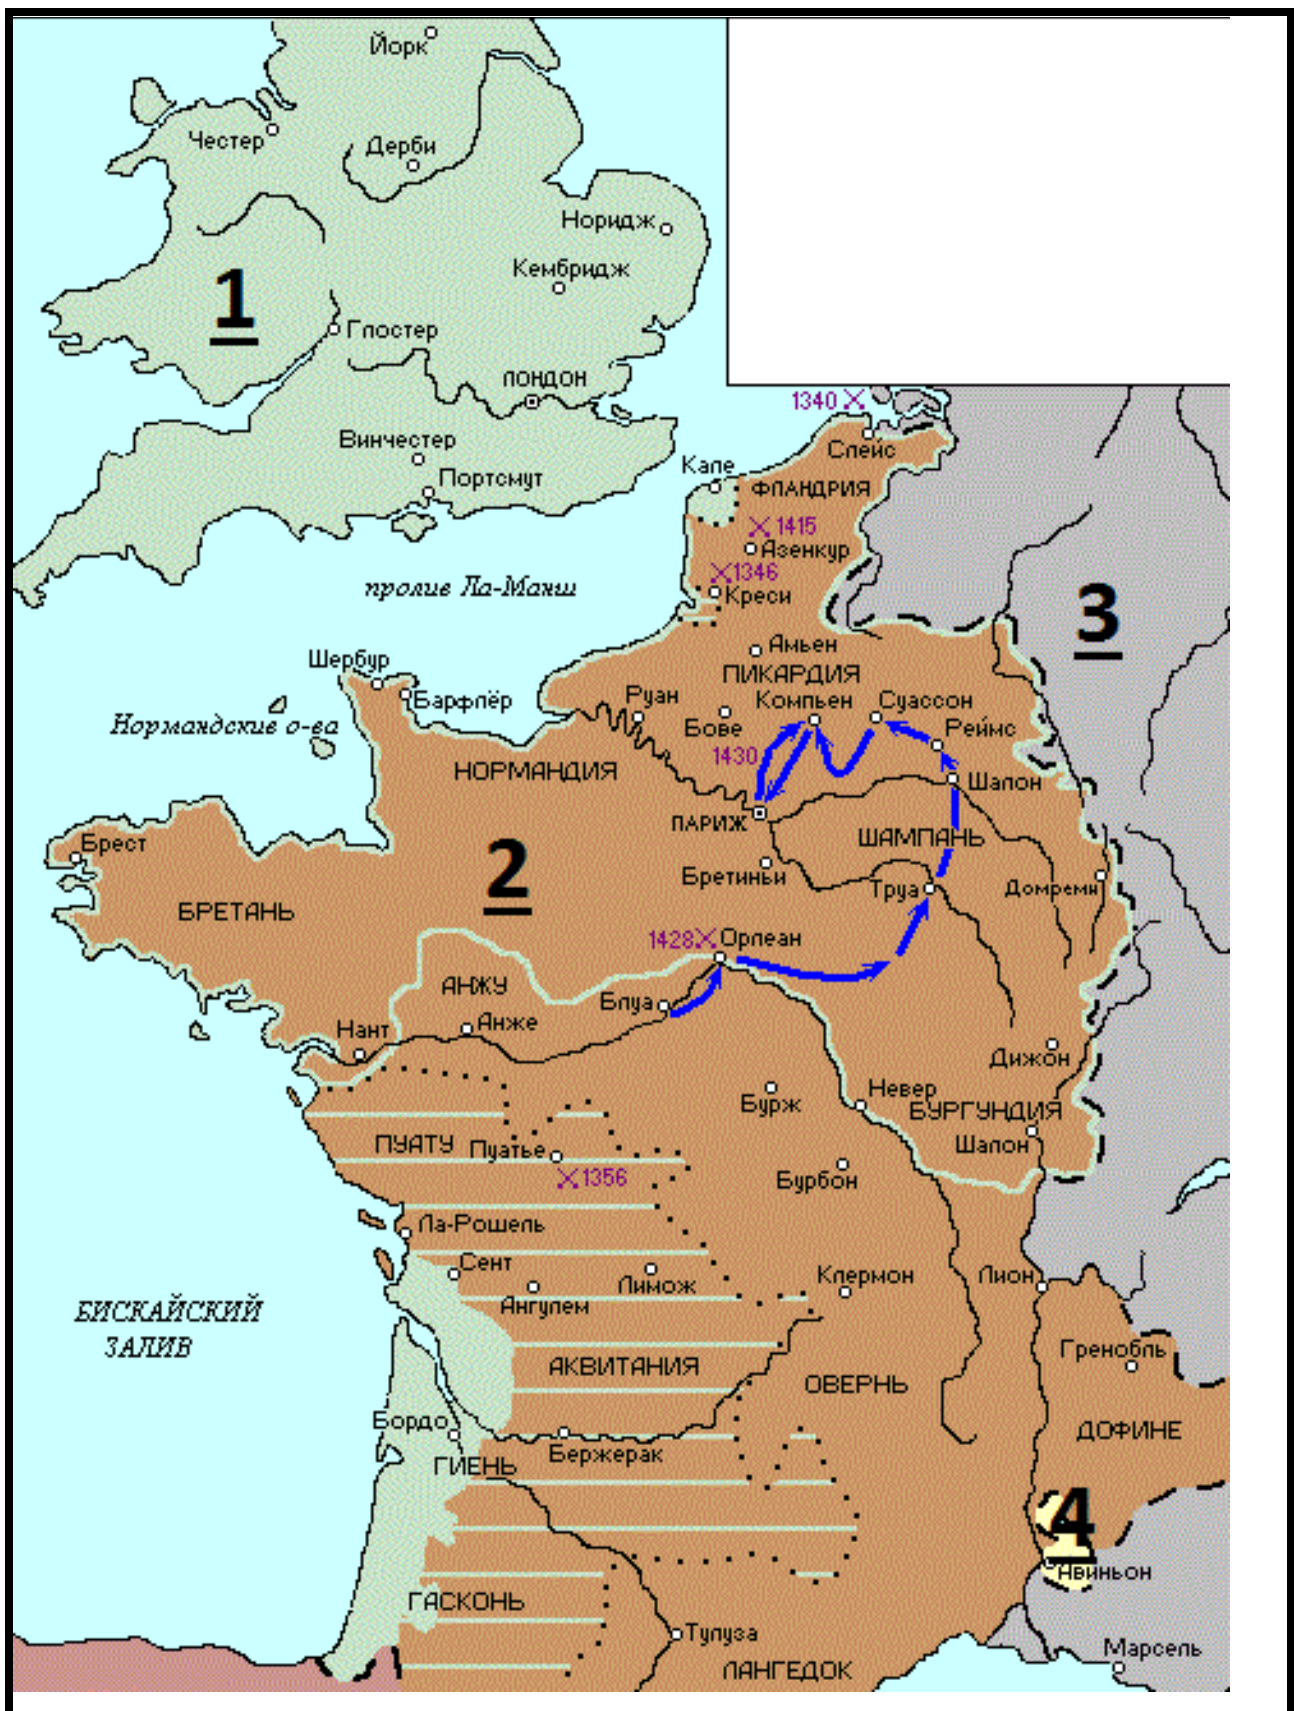 Йорк
Честер
Дерби
Норидж
Кембридж
1
Глостер
ЛОНДОН
1340
Винчестер
Слейс
Портсмут
Кале
ФЛАНДРИЯ
1415
Азенкур
пролив Ла-Манш
1346
Креси
3
Амьен
Шербур
ПИКАРДИЯ
Барфлёр
Руан
Компьен
Суассон
Нормандские о-ва
Бове
Реймс
1430
НОРМАНДИЯ
Шалон
ПАРИЖ
ШАМПАНЬ
Брест
2
Бретиньи
Труа
Домреми
БРЕТАНЬ
1428
Орлеан
АНЖУ
Блуа
Нант
Анже
Дижон
Невер
Бурж
БУРГУНДИЯ
ПУАТУ
Пуатье
Шалон
1356
Бурбон
Ла-Рошель
Сент
Лимож
Клермон
Лион
Ангулем
БИСКАЙСКИЙ
ЗАЛИВ
Гренобль
АКВИТАНИЯ
ОВЕРНЬ
Бордо
ДОФИНЕ
Бержерак
ГИЕНЬ
4
Авиньон
ГАСКОНЬ
Тулуза
Марсель
ЛАНГЕДОК